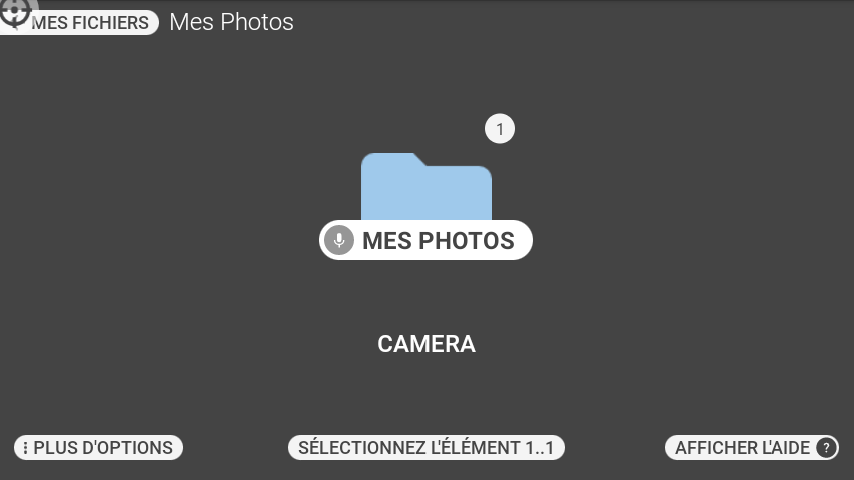 MES FICHIERS Mes Photos
1
MES PHOTOS
CAMERA
PLUS D'OPTIONS SÉLECTIONNEZ L'ÉLÉMENT 1..1 AFFICHER L'AIDE ?